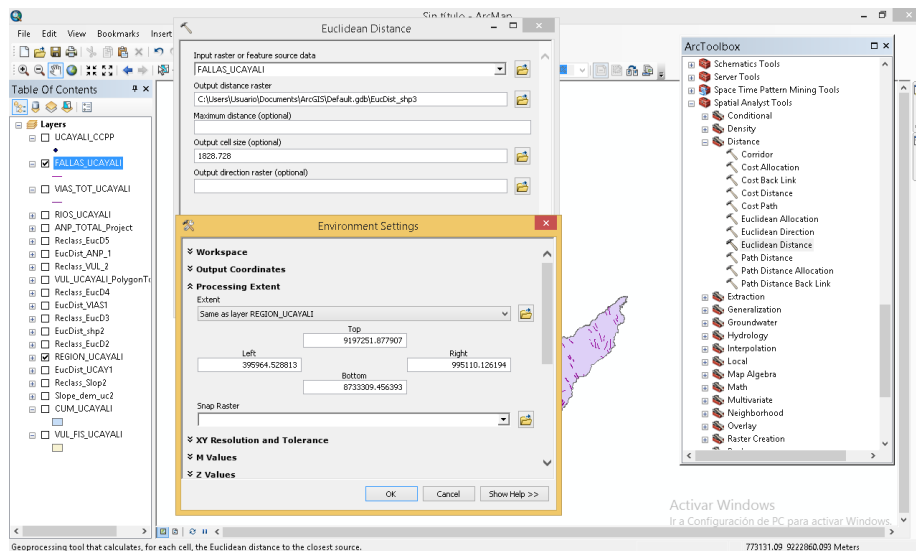 Sin título - ArcMap
File Edit View Bookmarks Insert
Table Of Contents
Layers
UCAYALI_CCPP
FALLAS_UCAYALI
VIAS_TOT_UCAYALI
RIOS_UCAYALI
ANP_TOTAL_Project
Reclass_EucD5
EucDist_ANP_1
Reclass_VUL_2
VUL_UCAYALI_PolygonT
Reclass_EucD4
EucDist_VIAS1
Reclass_EucD3
EucDist_shp2
Reclass_EucD2
REGION_UCAYALI
EucDist_UCAY1
Reclass_Slop2
Slope_dem_uc2
CUM_UCAYALI
VUL_FIS_UCAYALI
Euclidean Distance
Input raster or feature source data
FALLAS_UCAYALI
Output distance raster
C:\Users\Usuario\Documents\ArcGIS\Default.gdb\EucDist_shp3
Maximum distance (optional)
Output cell size (optional)
1828.728
Output direction raster (optional)
Environment Settings
Workspace
Output Coordinates
Processing Extent
Extent
Same as layer REGION_UCAYALI
Top
9197251.877907
Left Right
395964.528813 995110.126194
Bottom
8733309.456393
Snap Raster
XY Resolution and Tolerance
M Values
Z Values
OK Cancel Show Help >>
ArcToolbox
Schematics Tools
Server Tools
Space Time Pattern Mining Tools
Spatial Analyst Tools
Conditional
Density
Distance
Corridor
Cost Allocation
Cost Back Link
Cost Distance
Cost Path
Euclidean Allocation
Euclidean Direction
Euclidean Distance
Path Distance
Path Distance Allocation
Path Distance Back Link
Extraction
Generalization
Groundwater
Hydrology
Interpolation
Local
Map Algebra
Math
Multivariate
Neighborhood
Overlay
Raster Creation
Activar Windows
Ir a Configuración de PC para activar Windows.
Geoprocessing tool that calculates, for each cell, the Euclidean distance to the closest source.
773131.09 9222860.093 Meters